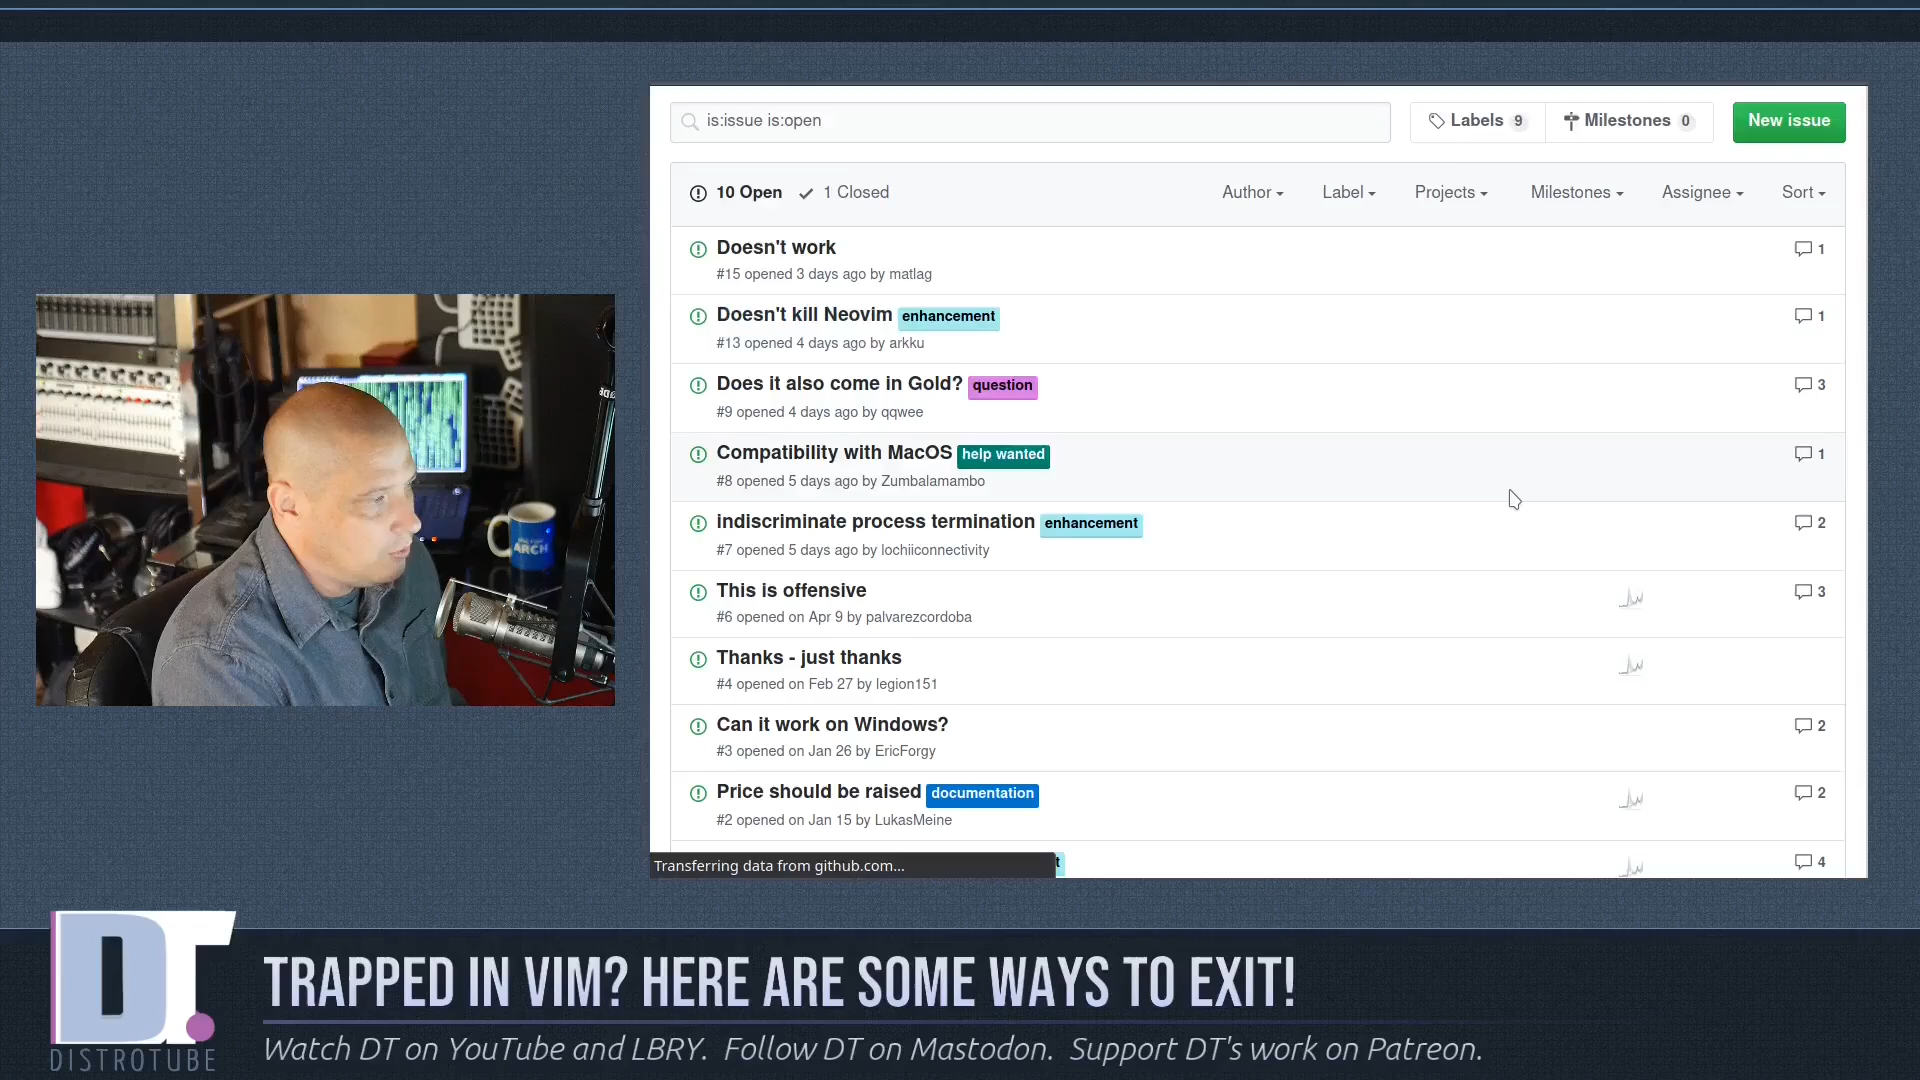 is:issue is:open
Labels 9
Milestones 0
New issue
10 Open 1 Closed
Author Label Projects Milestones Assignee Sort
Doesn't work
1
#15 opened 3 days ago by matlag
Doesn't kill Neovim enhancement
1
#13 opened 4 days ago by arkku
Does it also come in Gold? question
3
#9 opened 4 days ago by qqwee
Compatibility with MacOS help wanted
1
#8 opened 5 days ago by Zumbalamambo
indiscriminate process termination enhancement
2
#7 opened 5 days ago by lochiiconnectivity
This is offensive
3
#6 opened on Apr 9 by palvarezcordoba
Thanks - just thanks
#4 opened on Feb 27 by legion151
Can it work on Windows?
2
#3 opened on Jan 26 by EricForgy
Price should be raised documentation
2
#2 opened on Jan 15 by LukasMeine
4
Transferring data from github.com...
ARCH
DT
DISTROTUBE
TRAPPED IN VIM? HERE ARE SOME WAYS TO EXIT!
Watch DT on YouTube and LBRY. Follow DT on Mastodon. Support DT's work on Patreon.